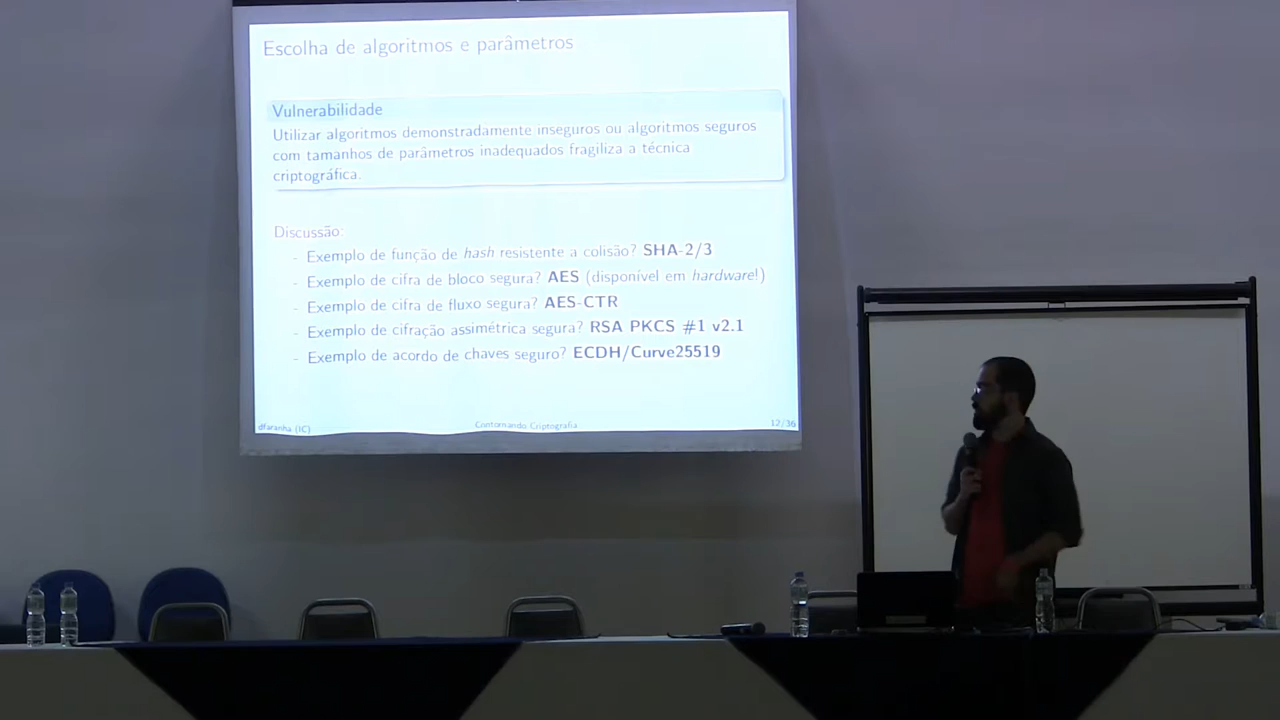 Escolha de algoritmos e parâmetros
Vulnerabilidade
Utilizar algoritmos demonstradamente inseguros ou algoritmos seguros
com tamanhos de parâmetros inadequados fragiliza a técnica
criptográfica.
Discussão:
- Exemplo de função de hash resistente a colisão? SHA-2/3
- Exemplo de cifra de bloco segura? AES (disponível em hardware!)
- Exemplo de cifra de fluxo segura? AES-CTR
- Exemplo de cifração assimétrica segura? RSA PKCS #1 v2.1
- Exemplo de acordo de chaves seguro? ECDH/Curve25519
dfaranha (IC) Contornando Criptografia 12/36